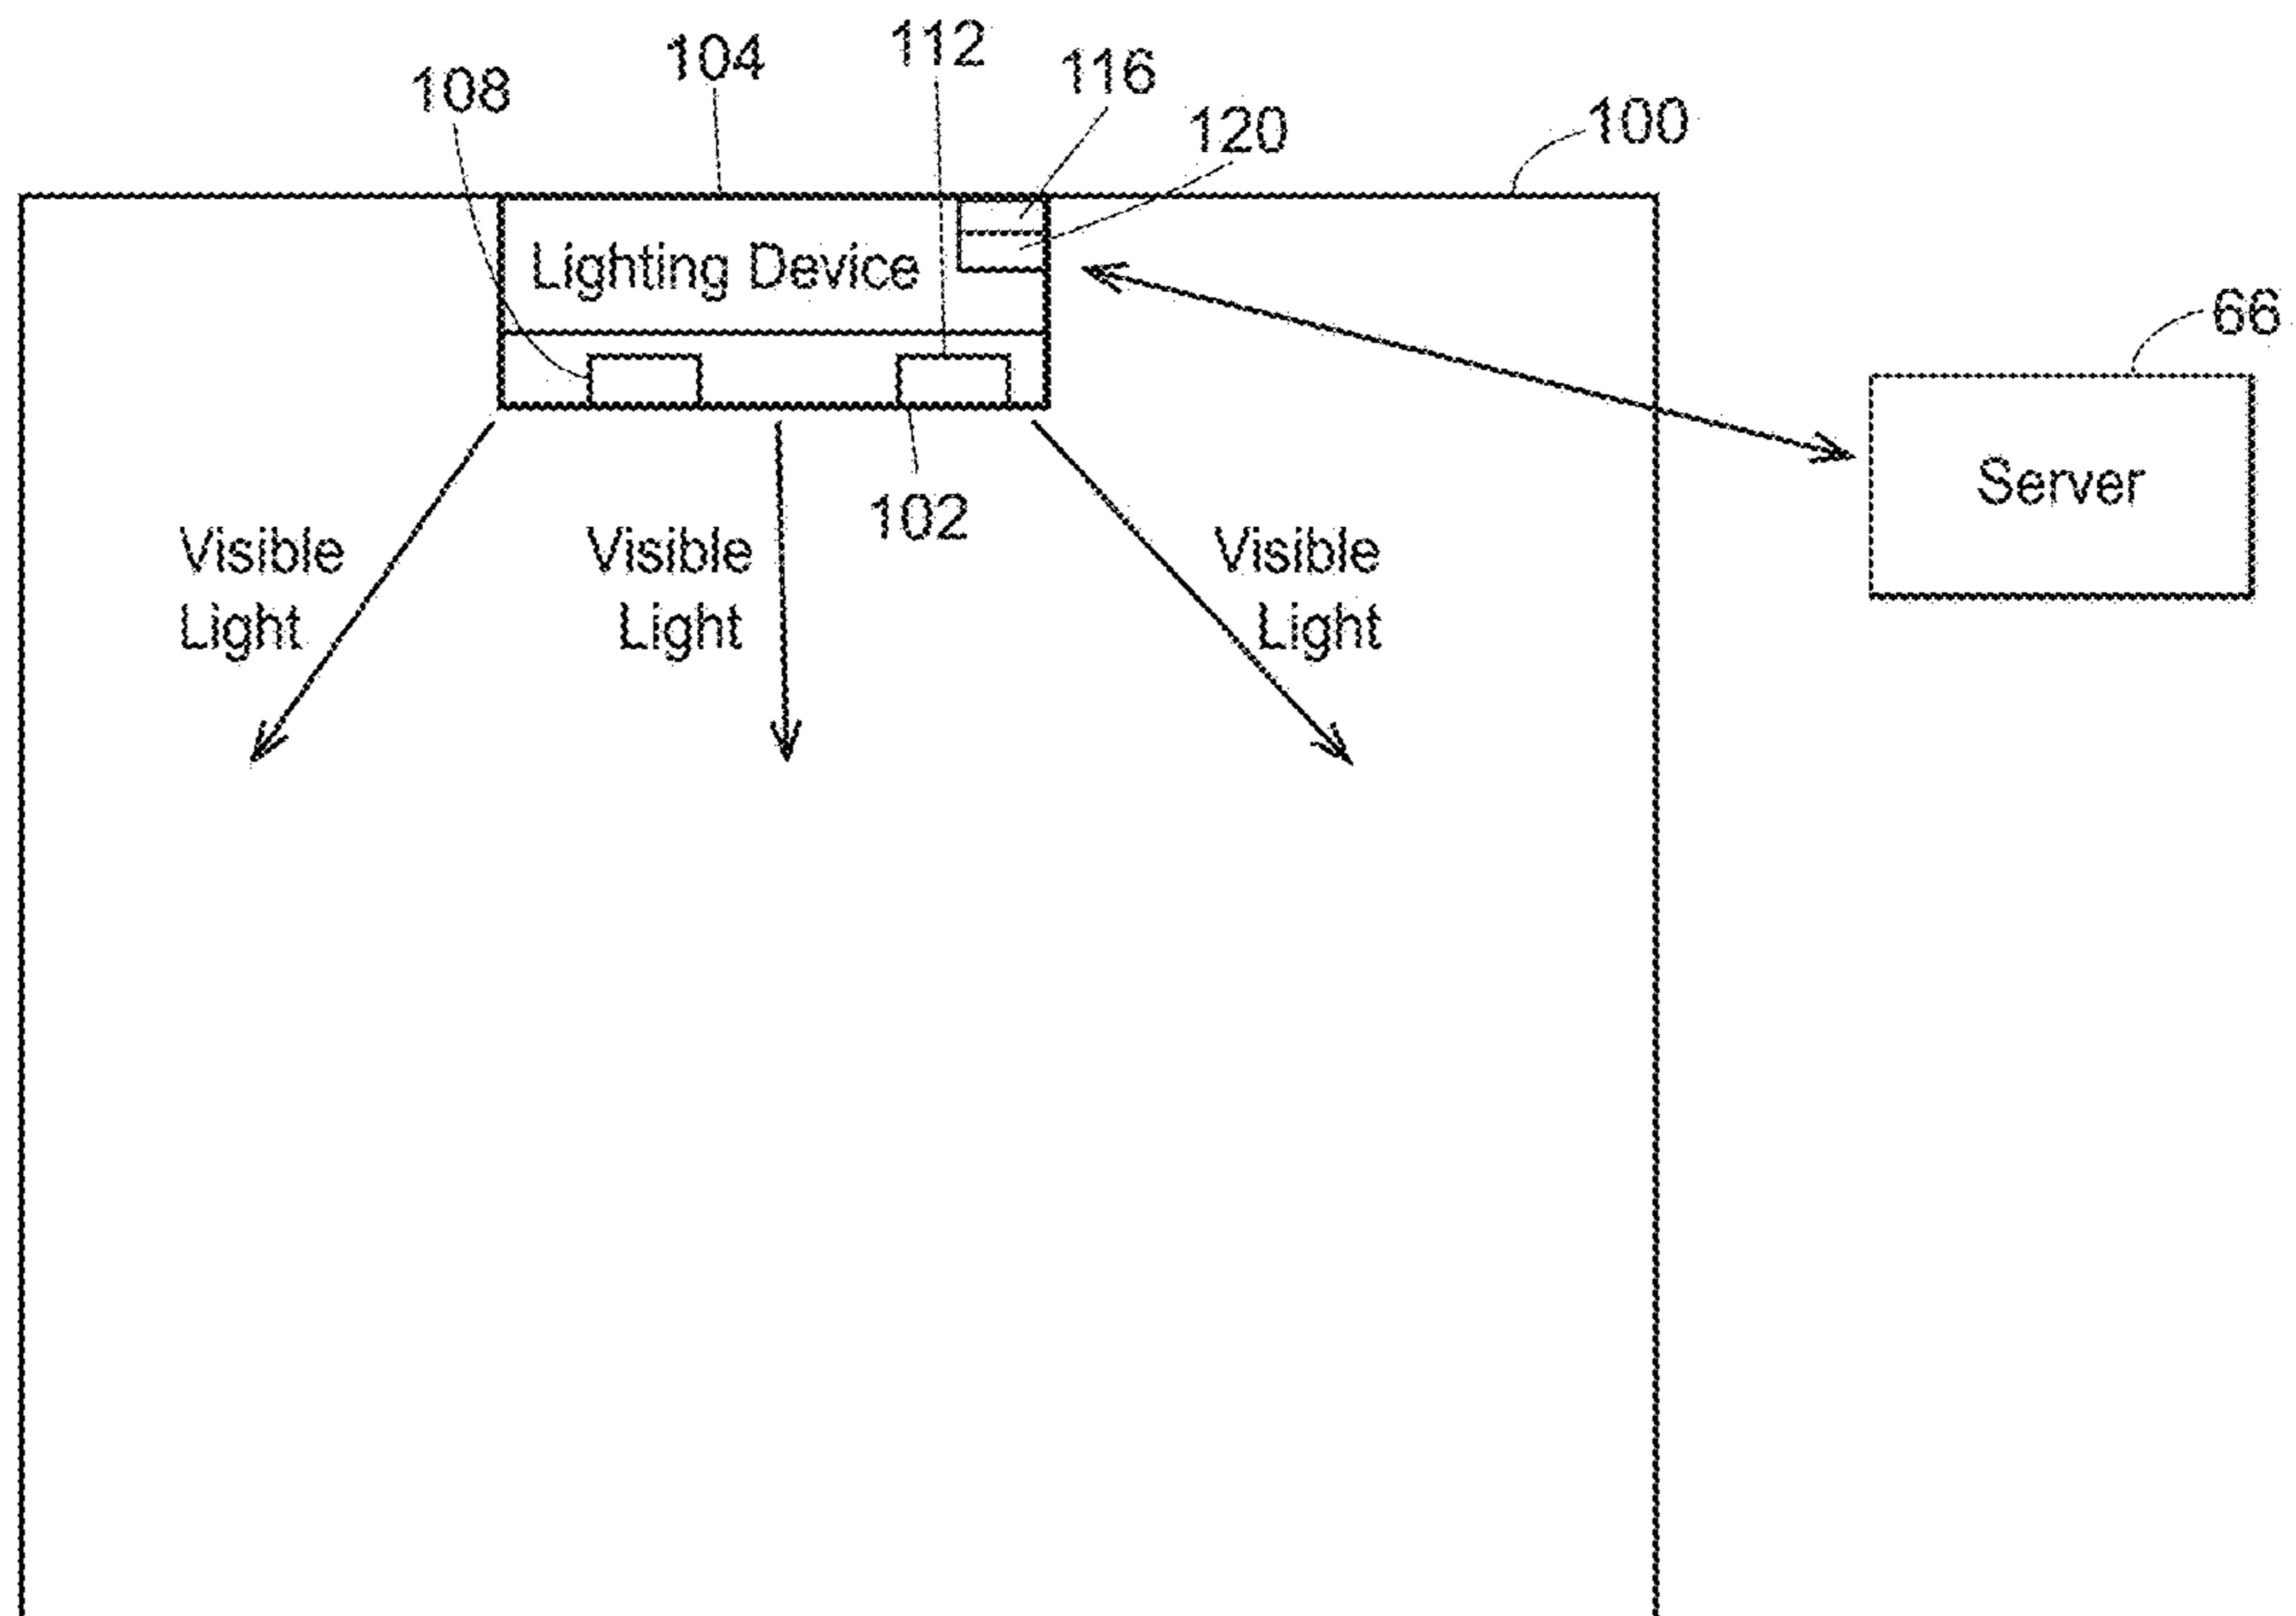 112
104
116
108
120
100
Lighting Device
66
Server
102
Visible
Light
Visible
Light
Visible
Light